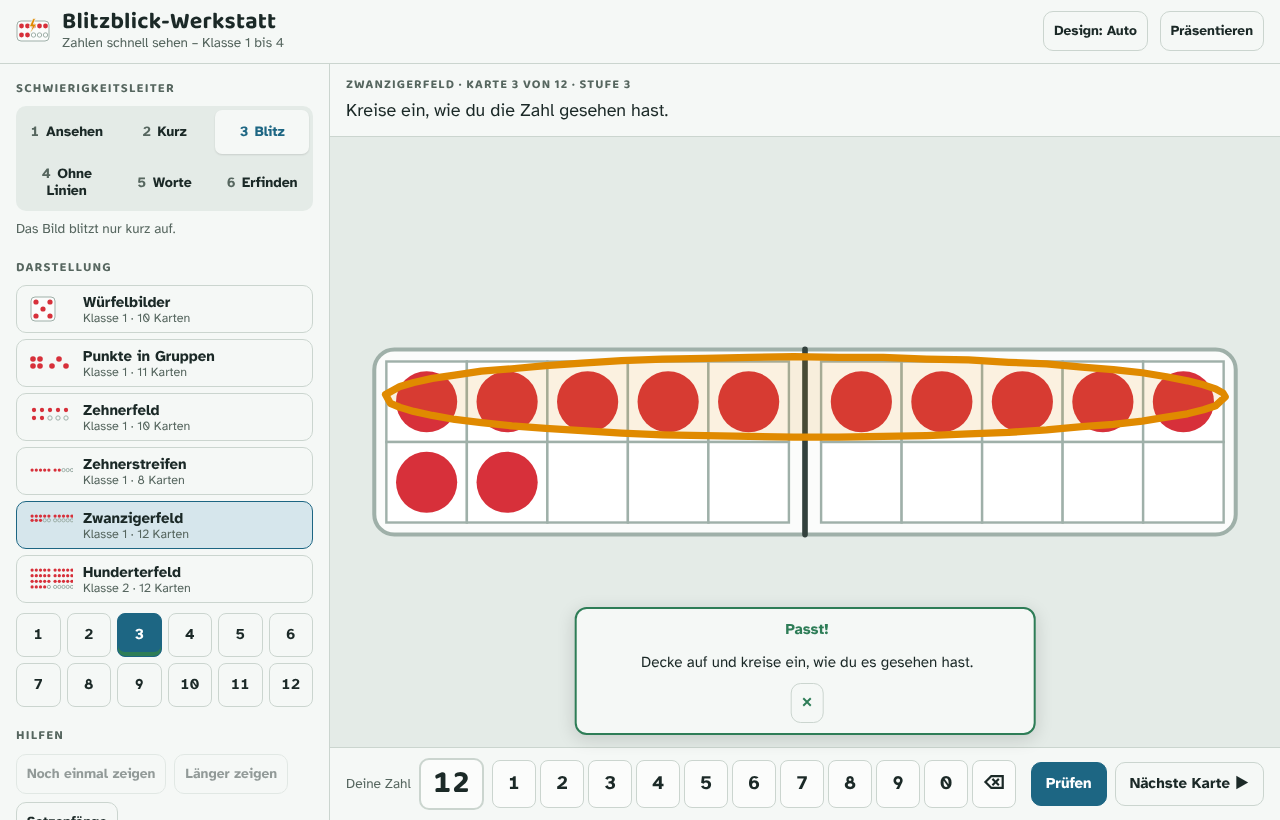 Blitzblick-Werkstatt
Zahlen schnell sehen – Klasse 1 bis 4
Design: Auto
Präsentieren
SCHWIERIGKEITSLEITER
1 Ansehen
2 Kurz
3 Blitz
4 Ohne
Linien
5 Worte
6 Erfinden
Das Bild blitzt nur kurz auf.
DARSTELLUNG
Würfelbilder
Klasse 1 · 10 Karten
Punkte in Gruppen
Klasse 1 · 11 Karten
Zehnerfeld
Klasse 1 · 10 Karten
Zehnerstreifen
Klasse 1 · 8 Karten
Zwanzigerfeld
Klasse 1 · 12 Karten
Hunderterfeld
Klasse 2 · 12 Karten
1 2 3 4 5 6
7 8 9 10 11 12
HILFEN
Noch einmal zeigen
Länger zeigen
ZWANZIGERFELD · KARTE 3 VON 12 · STUFE 3
Kreise ein, wie du die Zahl gesehen hast.
Passt!
Decke auf und kreise ein, wie du es gesehen hast.
×
Deine Zahl 12 1 2 3 4 5 6 7 8 9 0 ⌫ Prüfen Nächste Karte ▶